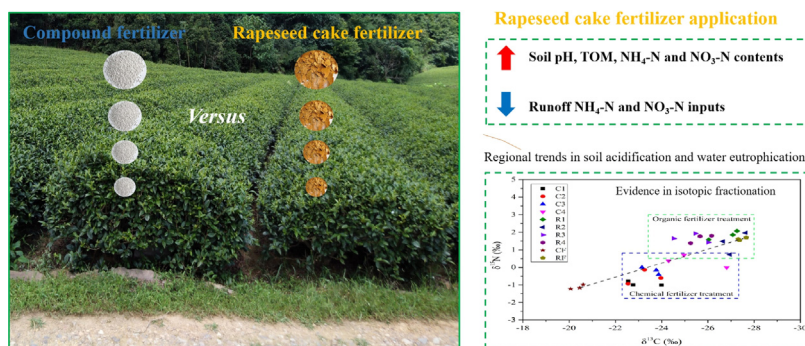 Compound fertilizer
Rapeseed cake fertilizer
Versus
Rapeseed cake fertilizer application
Soil pH, TOM, NH₄-N and NO₃-N contents
Runoff NH₄-N and NO₃-N inputs
Regional trends in soil acidification and water eutrophication
Evidence in isotopic fractionation
Organic fertilizer treatment
Chemical fertilizer treatment
C1
C2
C3
C4
R1
R2
R3
R4
CF
RF
δ¹⁵N (‰)
5
4
3
2
1
0
-1
-2
-3
-18
-20
-22
-24
-26
-28
-30
δ¹³C (‰)